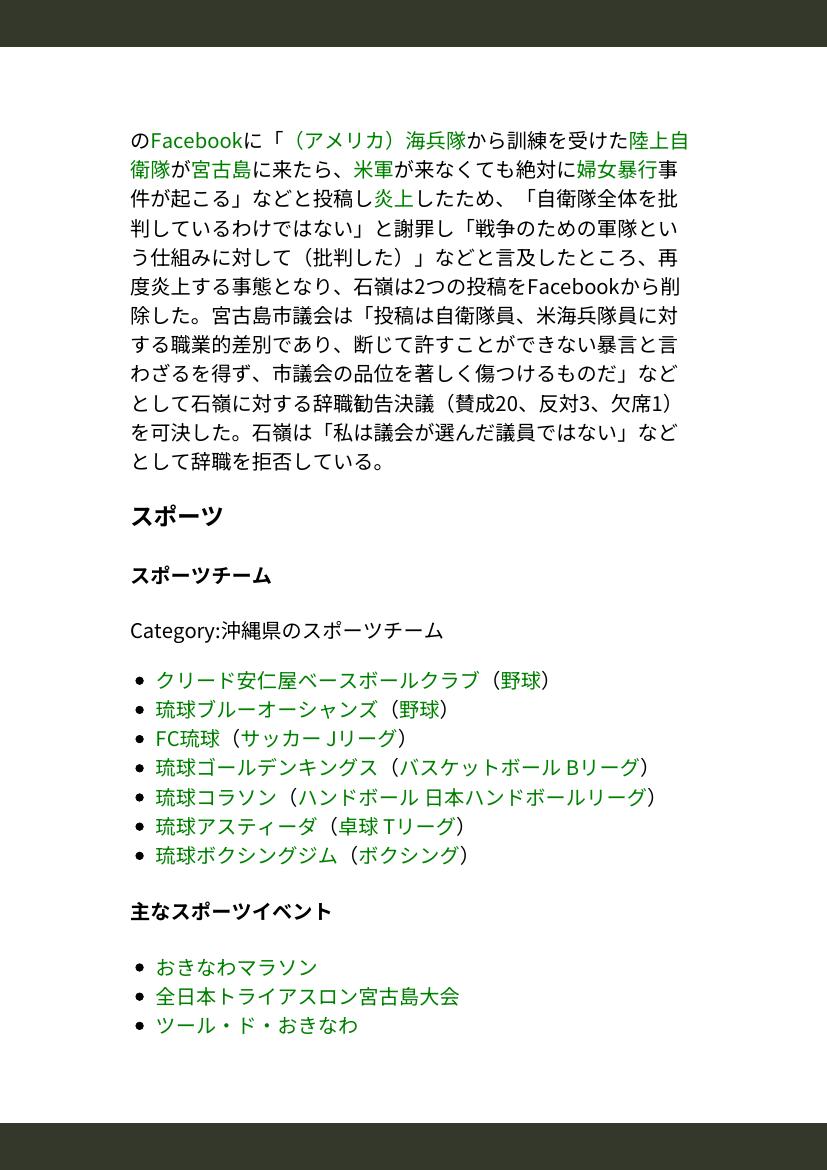 のFacebookに「（アメリカ）海兵隊から訓練を受けた陸上自
衛隊が宮古島に来たら、米軍が来なくても絶対に婦女暴行事
件が起こる」などと投稿し炎上したため、「自衛隊全体を批
判しているわけではない」と謝罪し「戦争のための軍隊とい
う仕組みに対して（批判した）」などと言及したところ、再
度炎上する事態となり、石嶺は2つの投稿をFacebookから削
除した。宮古島市議会は「投稿は自衛隊員、米海兵隊員に対
する職業的差別であり、断じて許すことができない暴言と言
わざるを得ず、市議会の品位を著しく傷つけるものだ」など
として石嶺に対する辞職勧告決議（賛成20、反対3、欠席1）
を可決した。石嶺は「私は議会が選んだ議員ではない」など
として辞職を拒否している。
スポーツ
スポーツチーム
Category:沖縄県のスポーツチーム
• クリード安仁屋ベースボールクラブ（野球）
• 琉球ブルーオーシャンズ（野球）
• FC琉球（サッカー Jリーグ）
• 琉球ゴールデンキングス（バスケットボール Bリーグ）
• 琉球コラソン（ハンドボール 日本ハンドボールリーグ）
• 琉球アスティーダ（卓球 Tリーグ）
• 琉球ボクシングジム（ボクシング）
主なスポーツイベント
• おきなわマラソン
• 全日本トライアスロン宮古島大会
• ツール・ド・おきなわ